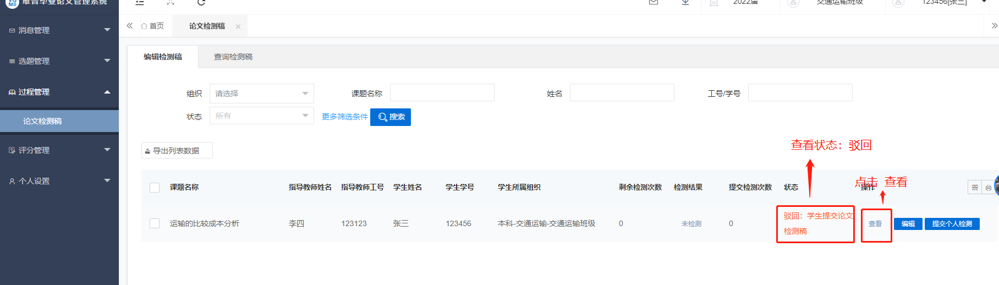 维普毕业论文管理系统
2022届
交通运输班级
123456[张三]
消息管理
选题管理
过程管理
论文检测稿
评分管理
个人设置
首页
论文检测稿
编辑检测稿
查询检测稿
组织
请选择
课题名称
姓名
工号/学号
状态
所有
更多筛选条件
搜索
导出列表数据
查看状态：驳回
点击 查看
课题名称
指导教师姓名
指导教师工号
学生姓名
学生学号
学生所属组织
剩余检测次数
检测结果
提交检测次数
状态
操作
运输的比较成本分析
李四
123123
张三
123456
本科-交通运输-交通运输班级
0
未检测
0
驳回：学生提交论文
检测稿
查看
编辑
提交个人检测